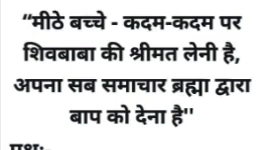 “मीठे बच्चे - कदम-कदम पर
शिवबाबा की श्रीमत लेनी है,
अपना सब समाचार ब्रह्मा द्वारा
बाप को देना है"